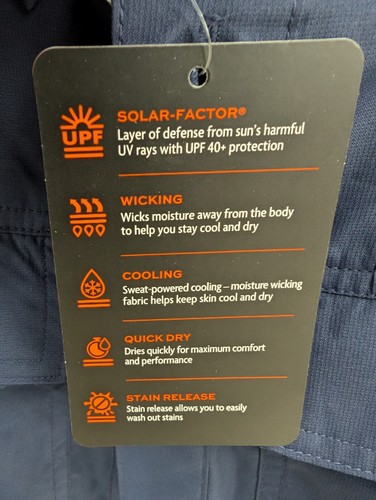 UPF
SOLAR-FACTOR®
Layer of defense from sun's harmful
UV rays with UPF 40+ protection
WICKING
Wicks moisture away from the body
to help you stay cool and dry
COOLING
Sweat-powered cooling – moisture wicking
fabric helps keep skin cool and dry
QUICK DRY
Dries quickly for maximum comfort
and performance
STAIN RELEASE
Stain release allows you to easily
wash out stains